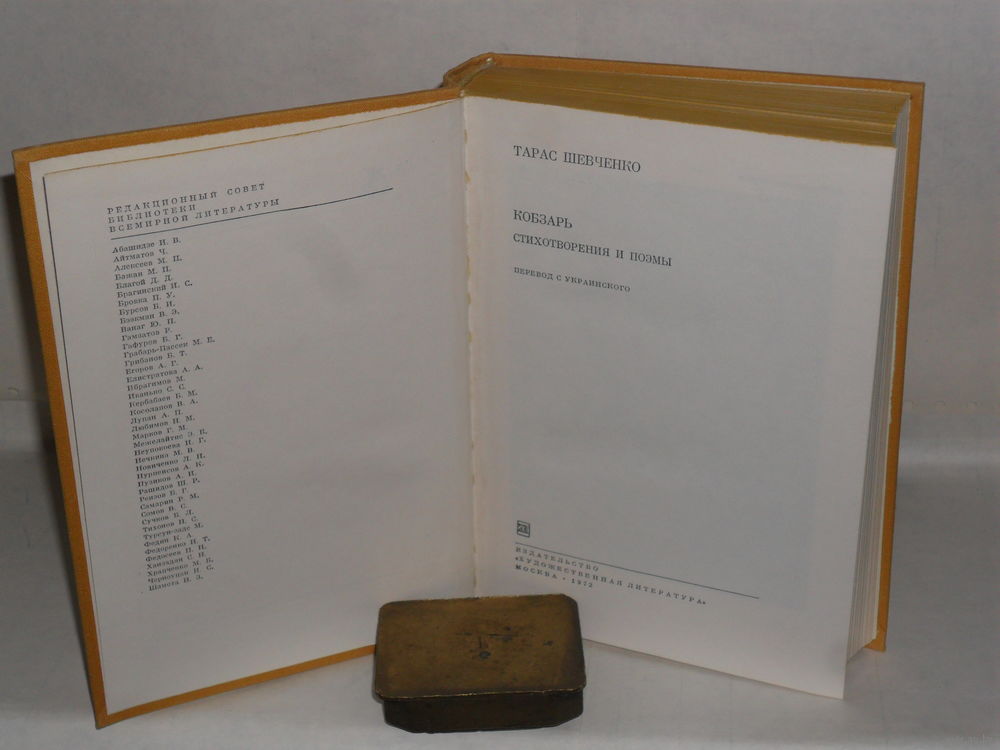 РЕДАКЦИОННЫЙ СОВЕТ
БИБЛИОТЕКИ
ВСЕМИРНОЙ ЛИТЕРАТУРЫ
Абашидзе И. В.
Айтматов Ч.
Алексеев М. П.
Бажан М. П.
Благой Д. Д.
Брагинский И. С.
Бровка П. У.
Бурсов Б. И.
Бээкман В. Э.
Ванаг Ю. П.
Гамзатов Р.
Гафуров Б. Г.
Грабарь-Пассек М. Е.
Грибанов Б. Т.
Егоров А. Г.
Елистратова А. А.
Ибрагимов М.
Иванько С. С.
Кербабаев Б. М.
Косолапов В. А.
Лупан А. П.
Любимов Н. М.
Марков Г. М.
Межелайтис Э. Б.
Неупокоева И. Г.
Нечкина М. В.
Новиченко Л. Н.
Нурпеисов А. К.
Пузиков А. И.
Рашидов Ш. Р.
Реизов Б. Г.
Самарин Р. М.
Сомов В. С.
Сучков Б. Л.
Тихонов Н. С.
Турсун-заде М.
Федин К. А.
Федоренко Н. Т.
Федосеев П. Н.
Ханзадян С. Н.
Храпченко М. Б.
Черноуцан И. С.
Шамота Н. З.
ТАРАС ШЕВЧЕНКО
КОБЗАРЬ
СТИХОТВОРЕНИЯ И ПОЭМЫ
ПЕРЕВОД С УКРАИНСКОГО
ИЗДАТЕЛЬСТВО
«ХУДОЖЕСТВЕННАЯ ЛИТЕРАТУРА»
МОСКВА · 1972